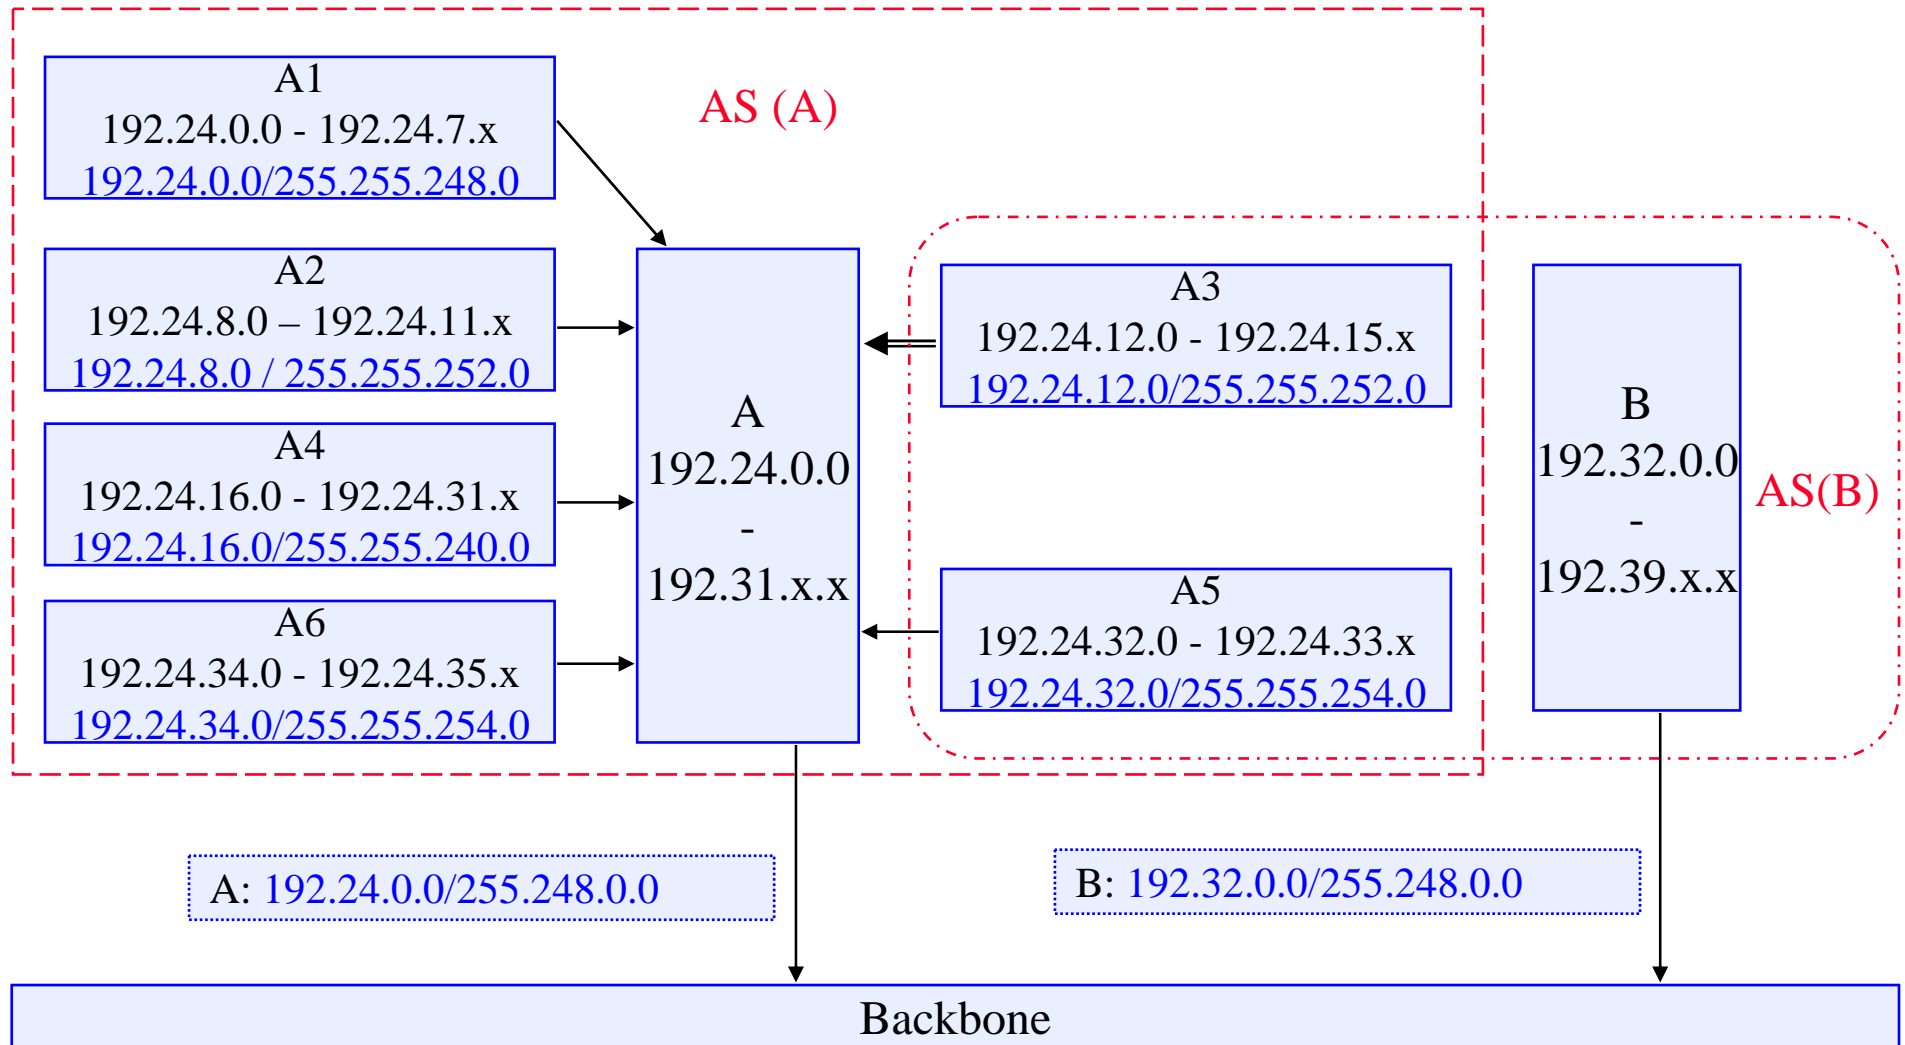 A1
192.24.0.0 - 192.24.7.x
192.24.0.0/255.255.248.0
AS (A)
A2
192.24.8.0 – 192.24.11.x
192.24.8.0 / 255.255.252.0
A4
192.24.16.0 - 192.24.31.x
192.24.16.0/255.255.240.0
A6
192.24.34.0 - 192.24.35.x
192.24.34.0/255.255.254.0
A
192.24.0.0
-
192.31.x.x
A3
192.24.12.0 - 192.24.15.x
192.24.12.0/255.255.252.0
A5
192.24.32.0 - 192.24.33.x
192.24.32.0/255.255.254.0
B
192.32.0.0
-
192.39.x.x
AS(B)
A: 192.24.0.0/255.248.0.0
B: 192.32.0.0/255.248.0.0
Backbone